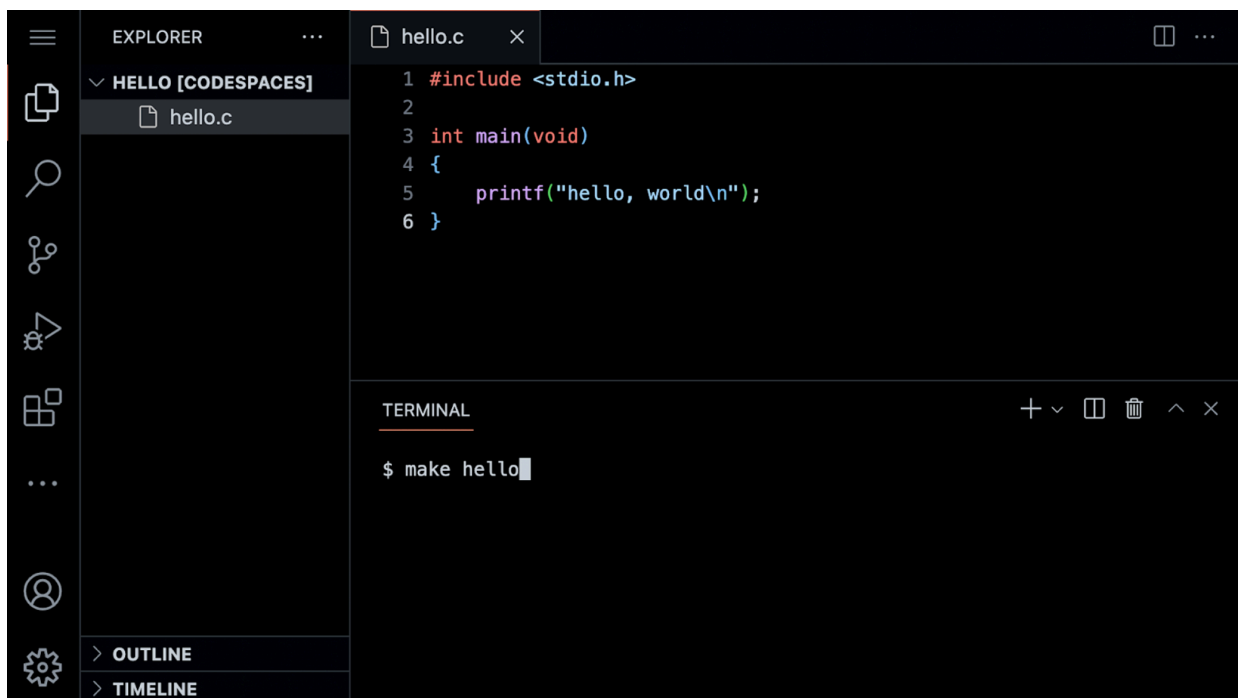 EXPLORER
HELLO [CODESPACES]
hello.c
OUTLINE
TIMELINE
hello.c
1 #include <stdio.h>
2
3 int main(void)
4 {
5     printf("hello, world\n");
6 }
TERMINAL
$ make hello